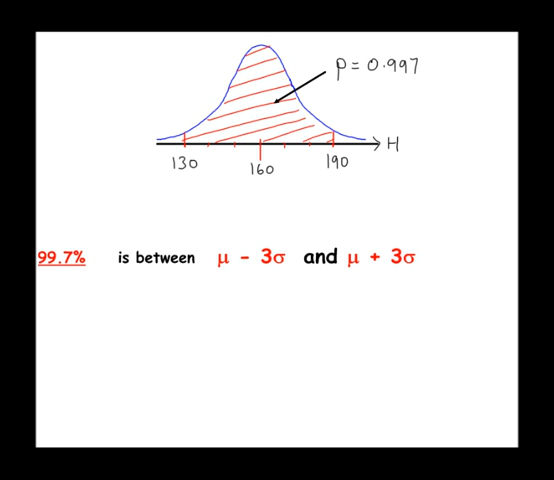 p = 0.997
H
130 160 190
99.7% is between μ - 3σ and μ + 3σ